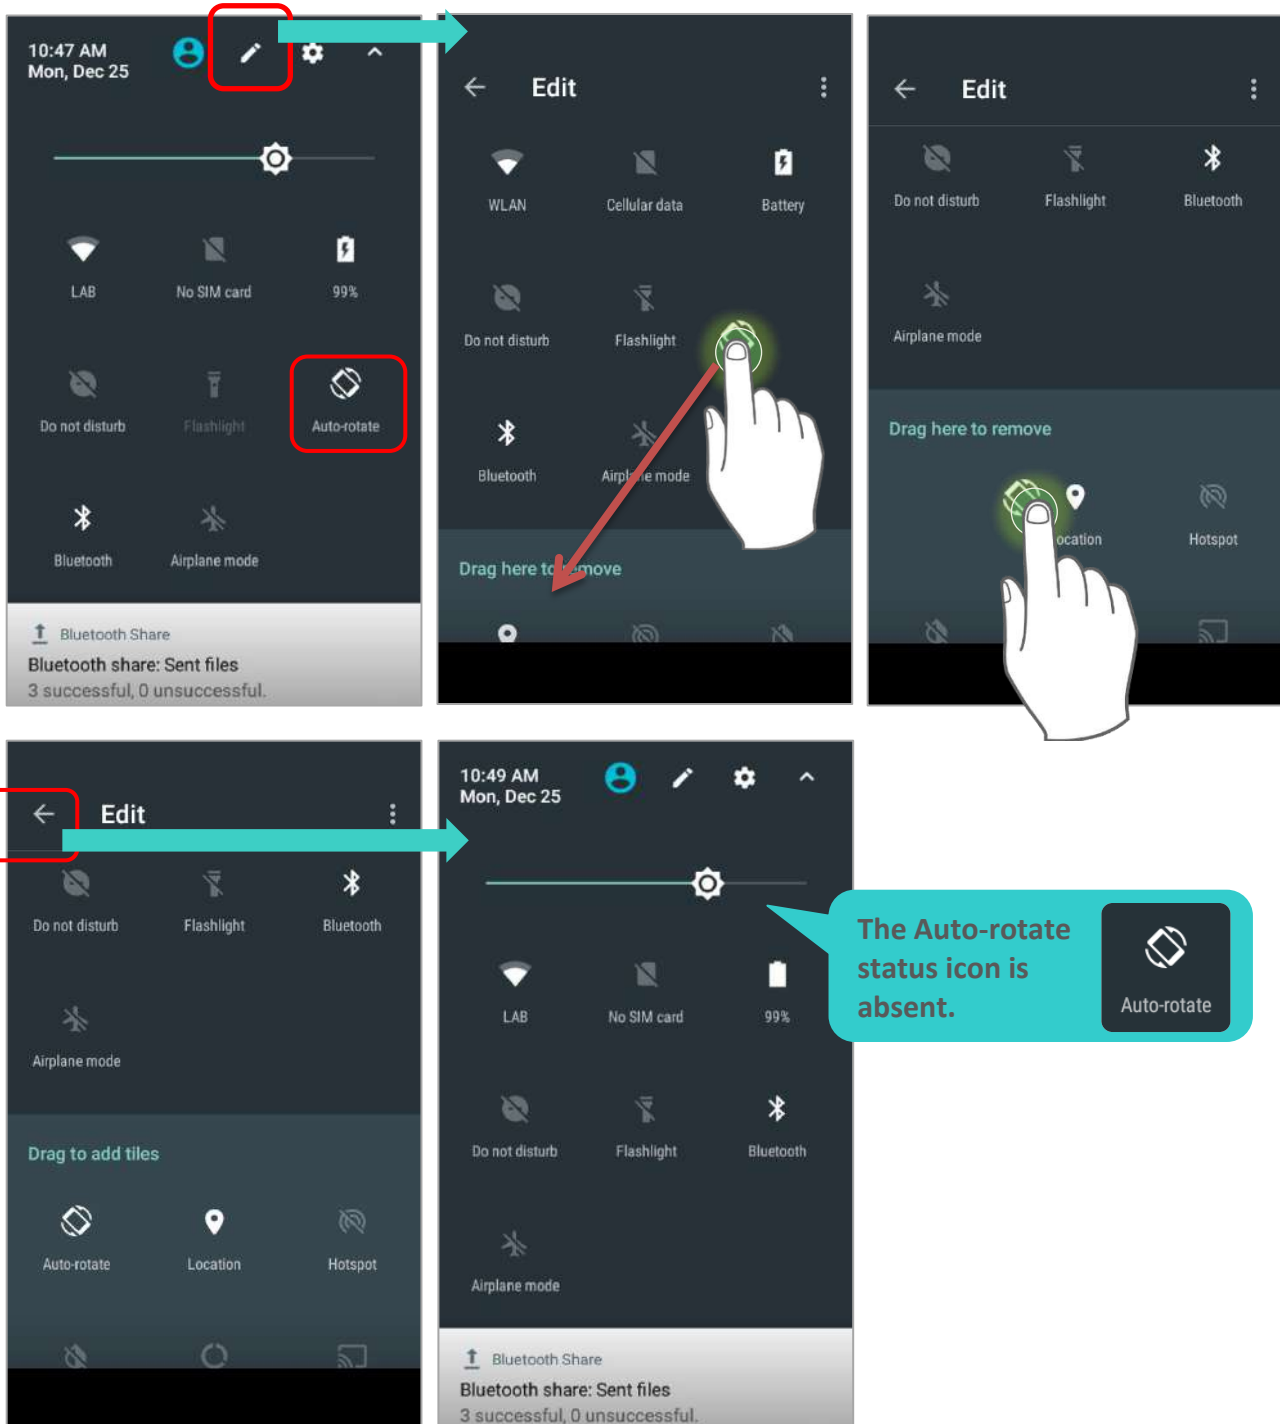 10:47 AM
Mon, Dec 25
LAB
No SIM card
99%
Do not disturb
Flashlight
Auto-rotate
Bluetooth
Airplane mode
Bluetooth Share
Bluetooth share: Sent files
3 successful, 0 unsuccessful.
Edit
WLAN
Cellular data
Battery
Do not disturb
Flashlight
Bluetooth
Airplane mode
Drag here to remove
Edit
Do not disturb
Flashlight
Bluetooth
Airplane mode
Drag here to remove
ocation
Hotspot
Edit
Do not disturb
Flashlight
Bluetooth
Airplane mode
Drag to add tiles
Auto-rotate
Location
Hotspot
10:49 AM
Mon, Dec 25
LAB
No SIM card
99%
Do not disturb
Flashlight
Bluetooth
Airplane mode
Bluetooth Share
Bluetooth share: Sent files
3 successful, 0 unsuccessful.
The Auto-rotate
status icon is
absent.
Auto-rotate